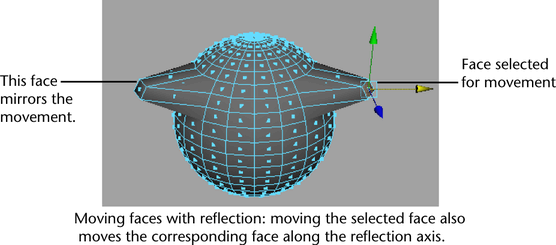 This face
mirrors the
movement.
Face selected
for movement
Moving faces with reflection: moving the selected face also
moves the corresponding face along the reflection axis.